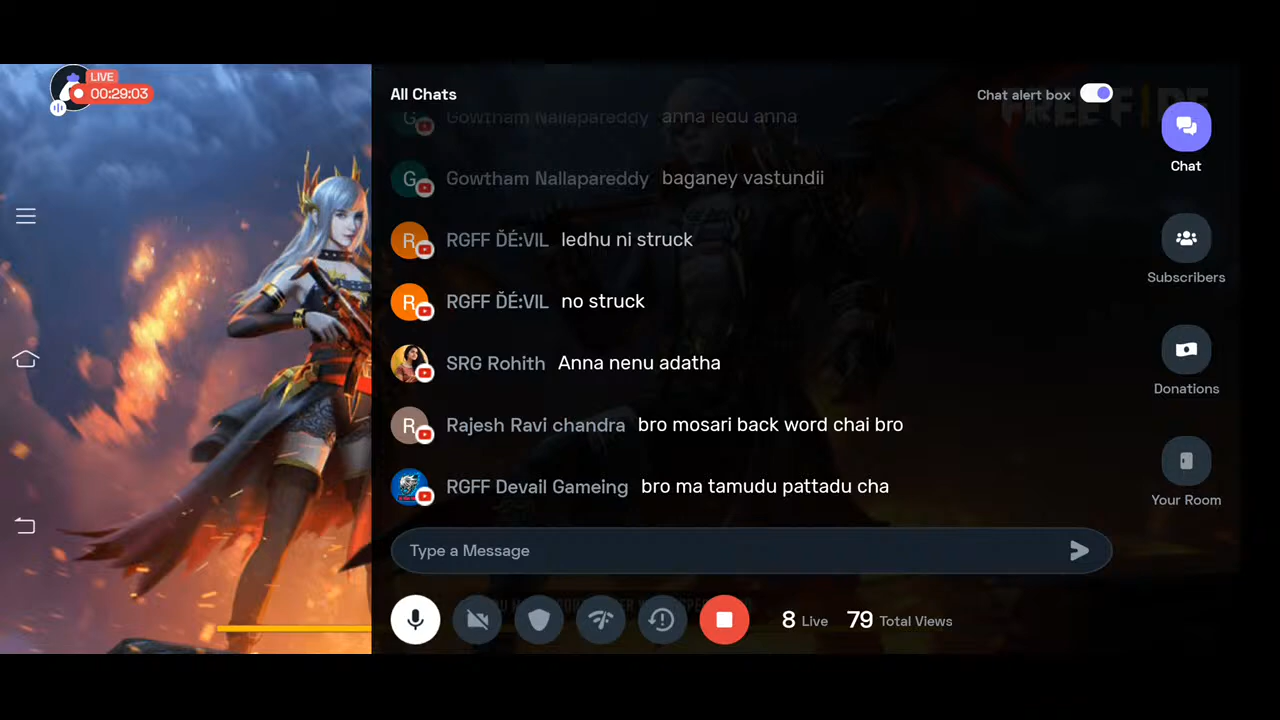 LIVE
00:29:03
All Chats
Chat alert box
FREE FIRE
Gowtham Nallapareddy anna ledu anna
Chat
Gowtham Nallapareddy baganey vastundii
RGFF ĎÉ:VIL ledhu ni struck
Subscribers
RGFF ĎÉ:VIL no struck
SRG Rohith Anna nenu adatha
Donations
Rajesh Ravi chandra bro mosari back word chai bro
RGFF Devail Gameing bro ma tamudu pattadu cha
Your Room
Type a Message
8 Live 79 Total Views